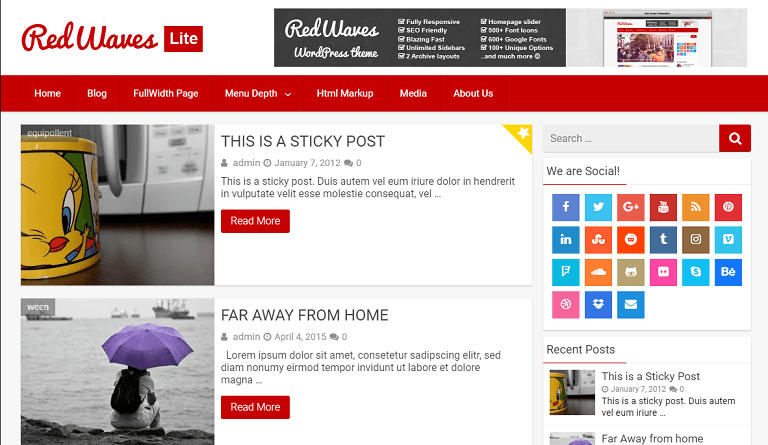 Red Waves Lite
Red Waves
WordPress theme
Fully Responsive
SEO Friendly
Blazing Fast
Unlimited Sidebars
2 Archive layouts
Homepage slider
500+ Font Icons
600+ Google Fonts
100+ Unique Options
..and much more
Home Blog FullWidth Page Menu Depth Html Markup Media About Us
equipollent
THIS IS A STICKY POST
admin January 7, 2012 0
This is a sticky post. Duis autem vel eum iriure dolor in hendrerit
in vulputate velit esse molestie consequat, vel ...
Read More
ween
FAR AWAY FROM HOME
admin April 4, 2015 0
Lorem ipsum dolor sit amet, consetetur sadipscing elitr, sed
diam nonumy eirmod tempor invidunt ut labore et dolore
magna ...
Read More
Search ...
We are Social!
Recent Posts
This is a Sticky Post
January 7, 2012 0
This is a sticky post. Duis autem
vel eum iriure ...
Far Away from home